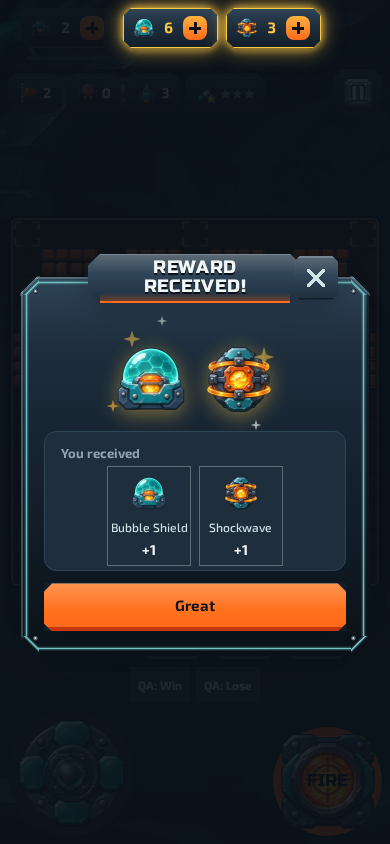 2
6
3
2
0
3
REWARD
RECEIVED!
You received
Bubble Shield
Shockwave
+1
+1
Great
QA: Win
QA: Lose
FIRE